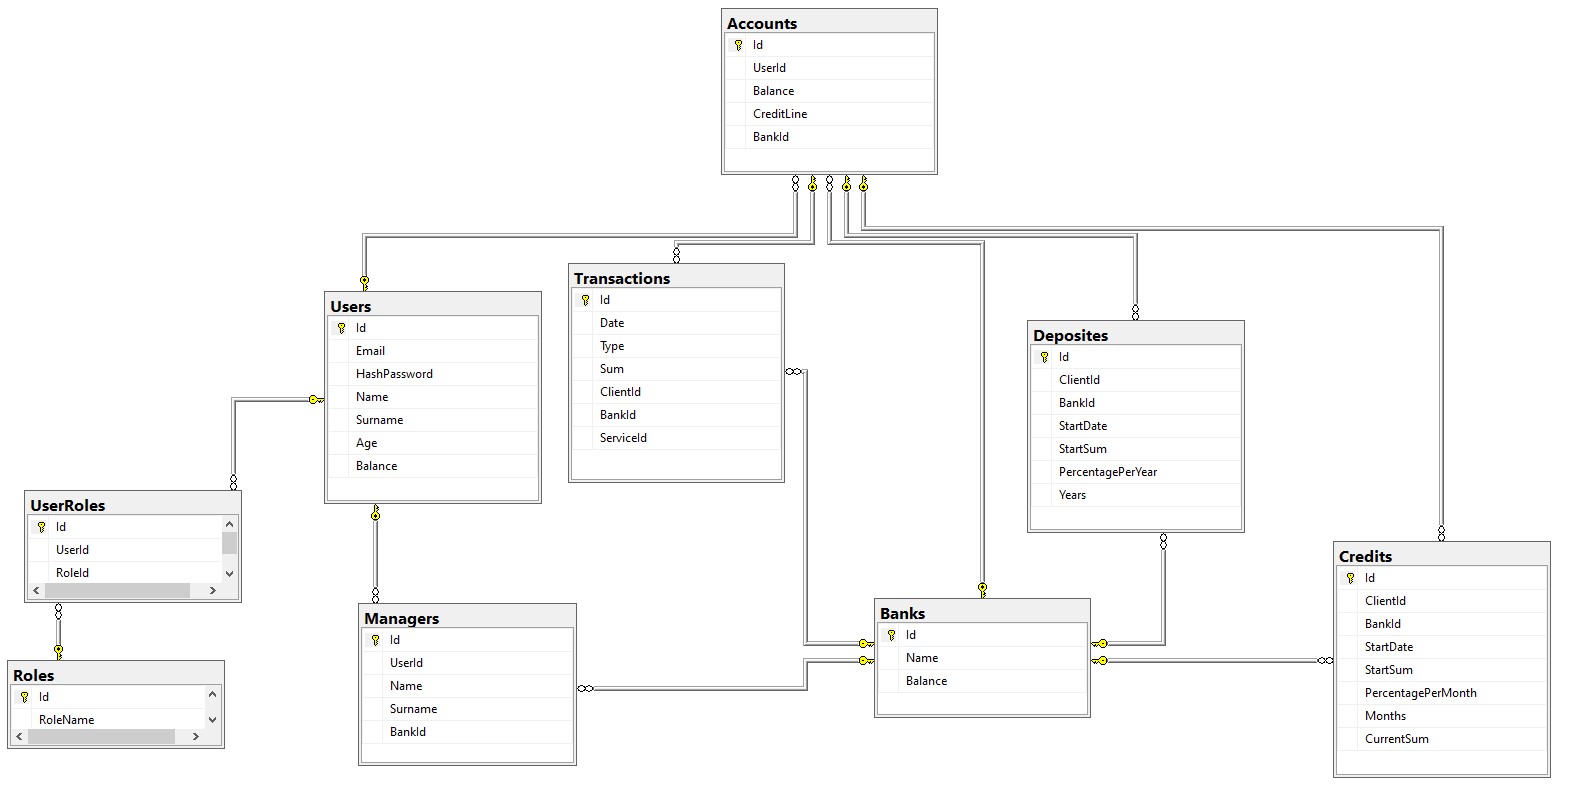 Accounts
Id
UserId
Balance
CreditLine
BankId
Users
Id
Email
HashPassword
Name
Surname
Age
Balance
Transactions
Id
Date
Type
Sum
ClientId
BankId
ServiceId
Deposites
Id
ClientId
BankId
StartDate
StartSum
PercentagePerYear
Years
UserRoles
Id
UserId
RoleId
Roles
Id
RoleName
Managers
Id
UserId
Name
Surname
BankId
Banks
Id
Name
Balance
Credits
Id
ClientId
BankId
StartDate
StartSum
PercentagePerMonth
Months
CurrentSum